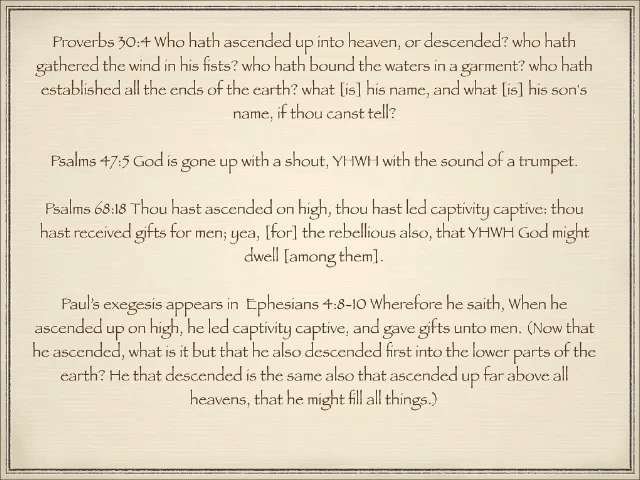 Proverbs 30:4 Who hath ascended up into heaven, or descended? who hath
gathered the wind in his fists? who hath bound the waters in a garment? who hath
established all the ends of the earth? what [is] his name, and what [is] his son's
name, if thou canst tell?
Psalms 47:5 God is gone up with a shout, YHWH with the sound of a trumpet.
Psalms 68:18 Thou hast ascended on high, thou hast led captivity captive: thou
hast received gifts for men; yea, [for] the rebellious also, that YHWH God might
dwell [among them].
Paul's exegesis appears in Ephesians 4:8-10 Wherefore he saith, When he
ascended up on high, he led captivity captive, and gave gifts unto men. (Now that
he ascended, what is it but that he also descended first into the lower parts of the
earth? He that descended is the same also that ascended up far above all
heavens, that he might fill all things.)